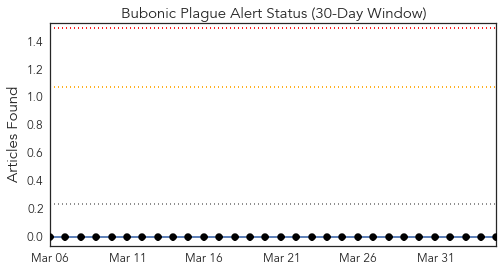 Bubonic Plague Alert Status (30-Day Window)
Articles Found
1.4
1.2
1.0
0.8
0.6
0.4
0.2
0.0
Mar 06 Mar 11 Mar 16 Mar 21 Mar 26 Mar 31